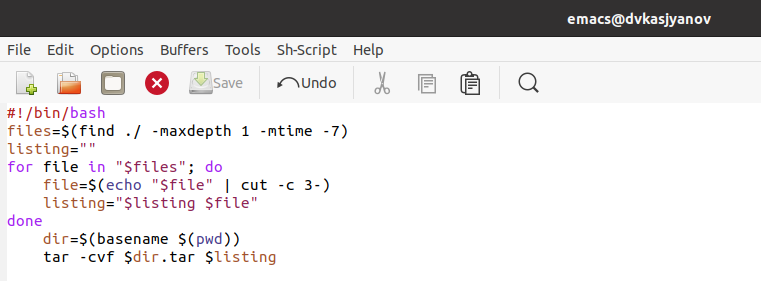 emacs@dvkasjyanov
File Edit Options Buffers Tools Sh-Script Help
Save Undo
#!/bin/bash
files=$(find ./ -maxdepth 1 -mtime -7)
listing=""
for file in "$files"; do
    file=$(echo "$file" | cut -c 3-)
    listing="$listing $file"
done
    dir=$(basename $(pwd))
    tar -cvf $dir.tar $listing